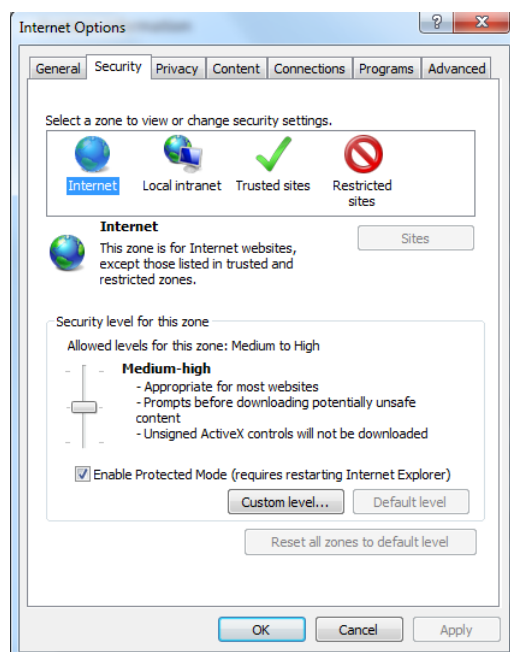 Internet Options
General Security Privacy Content Connections Programs Advanced
Select a zone to view or change security settings.
Internet Local intranet Trusted sites Restricted
sites
Internet
Sites
This zone is for Internet websites,
except those listed in trusted and
restricted zones.
Security level for this zone
Allowed levels for this zone: Medium to High
Medium-high
- Appropriate for most websites
- Prompts before downloading potentially unsafe
content
- Unsigned ActiveX controls will not be downloaded
Enable Protected Mode (requires restarting Internet Explorer)
Custom level... Default level
Reset all zones to default level
OK Cancel Apply